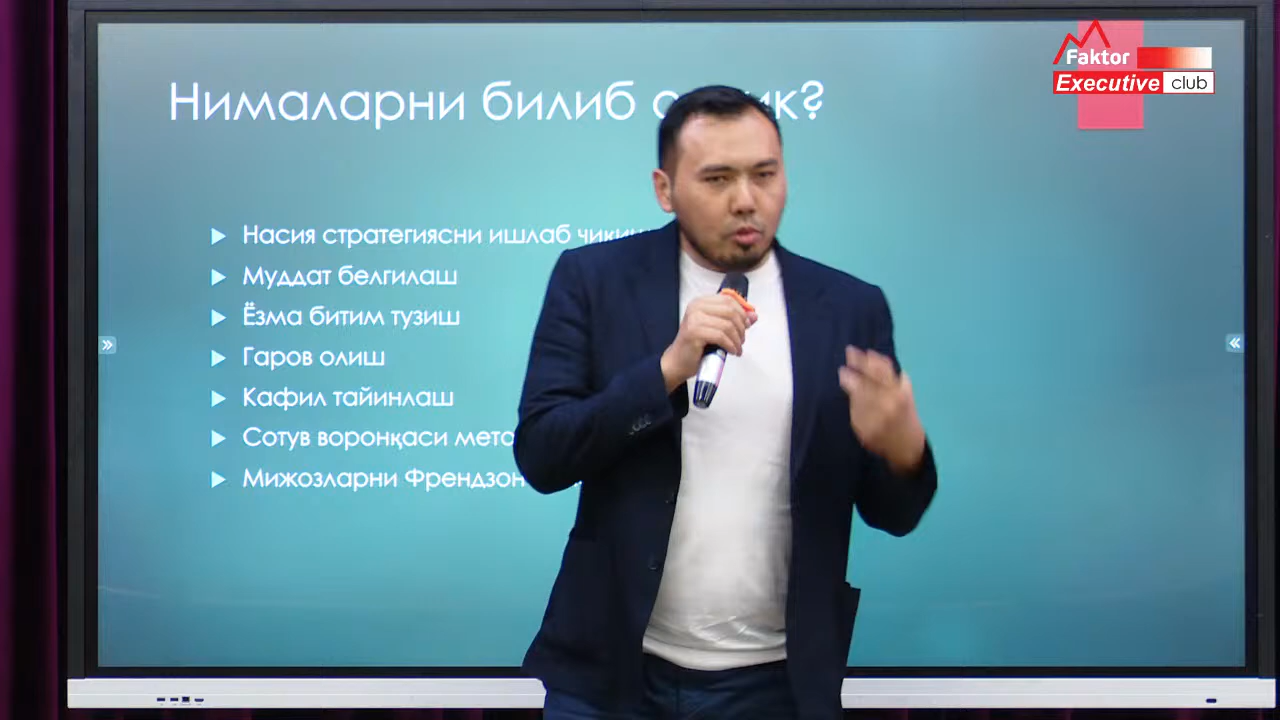 Faktor
Executive club
Нималарни билиб
Насия стратегиясни ишлаб
Муддат белгилаш
Ёзма битим тузиш
Гаров олиш
Кафил тайинлаш
Сотув воронқаси
Мижозларни